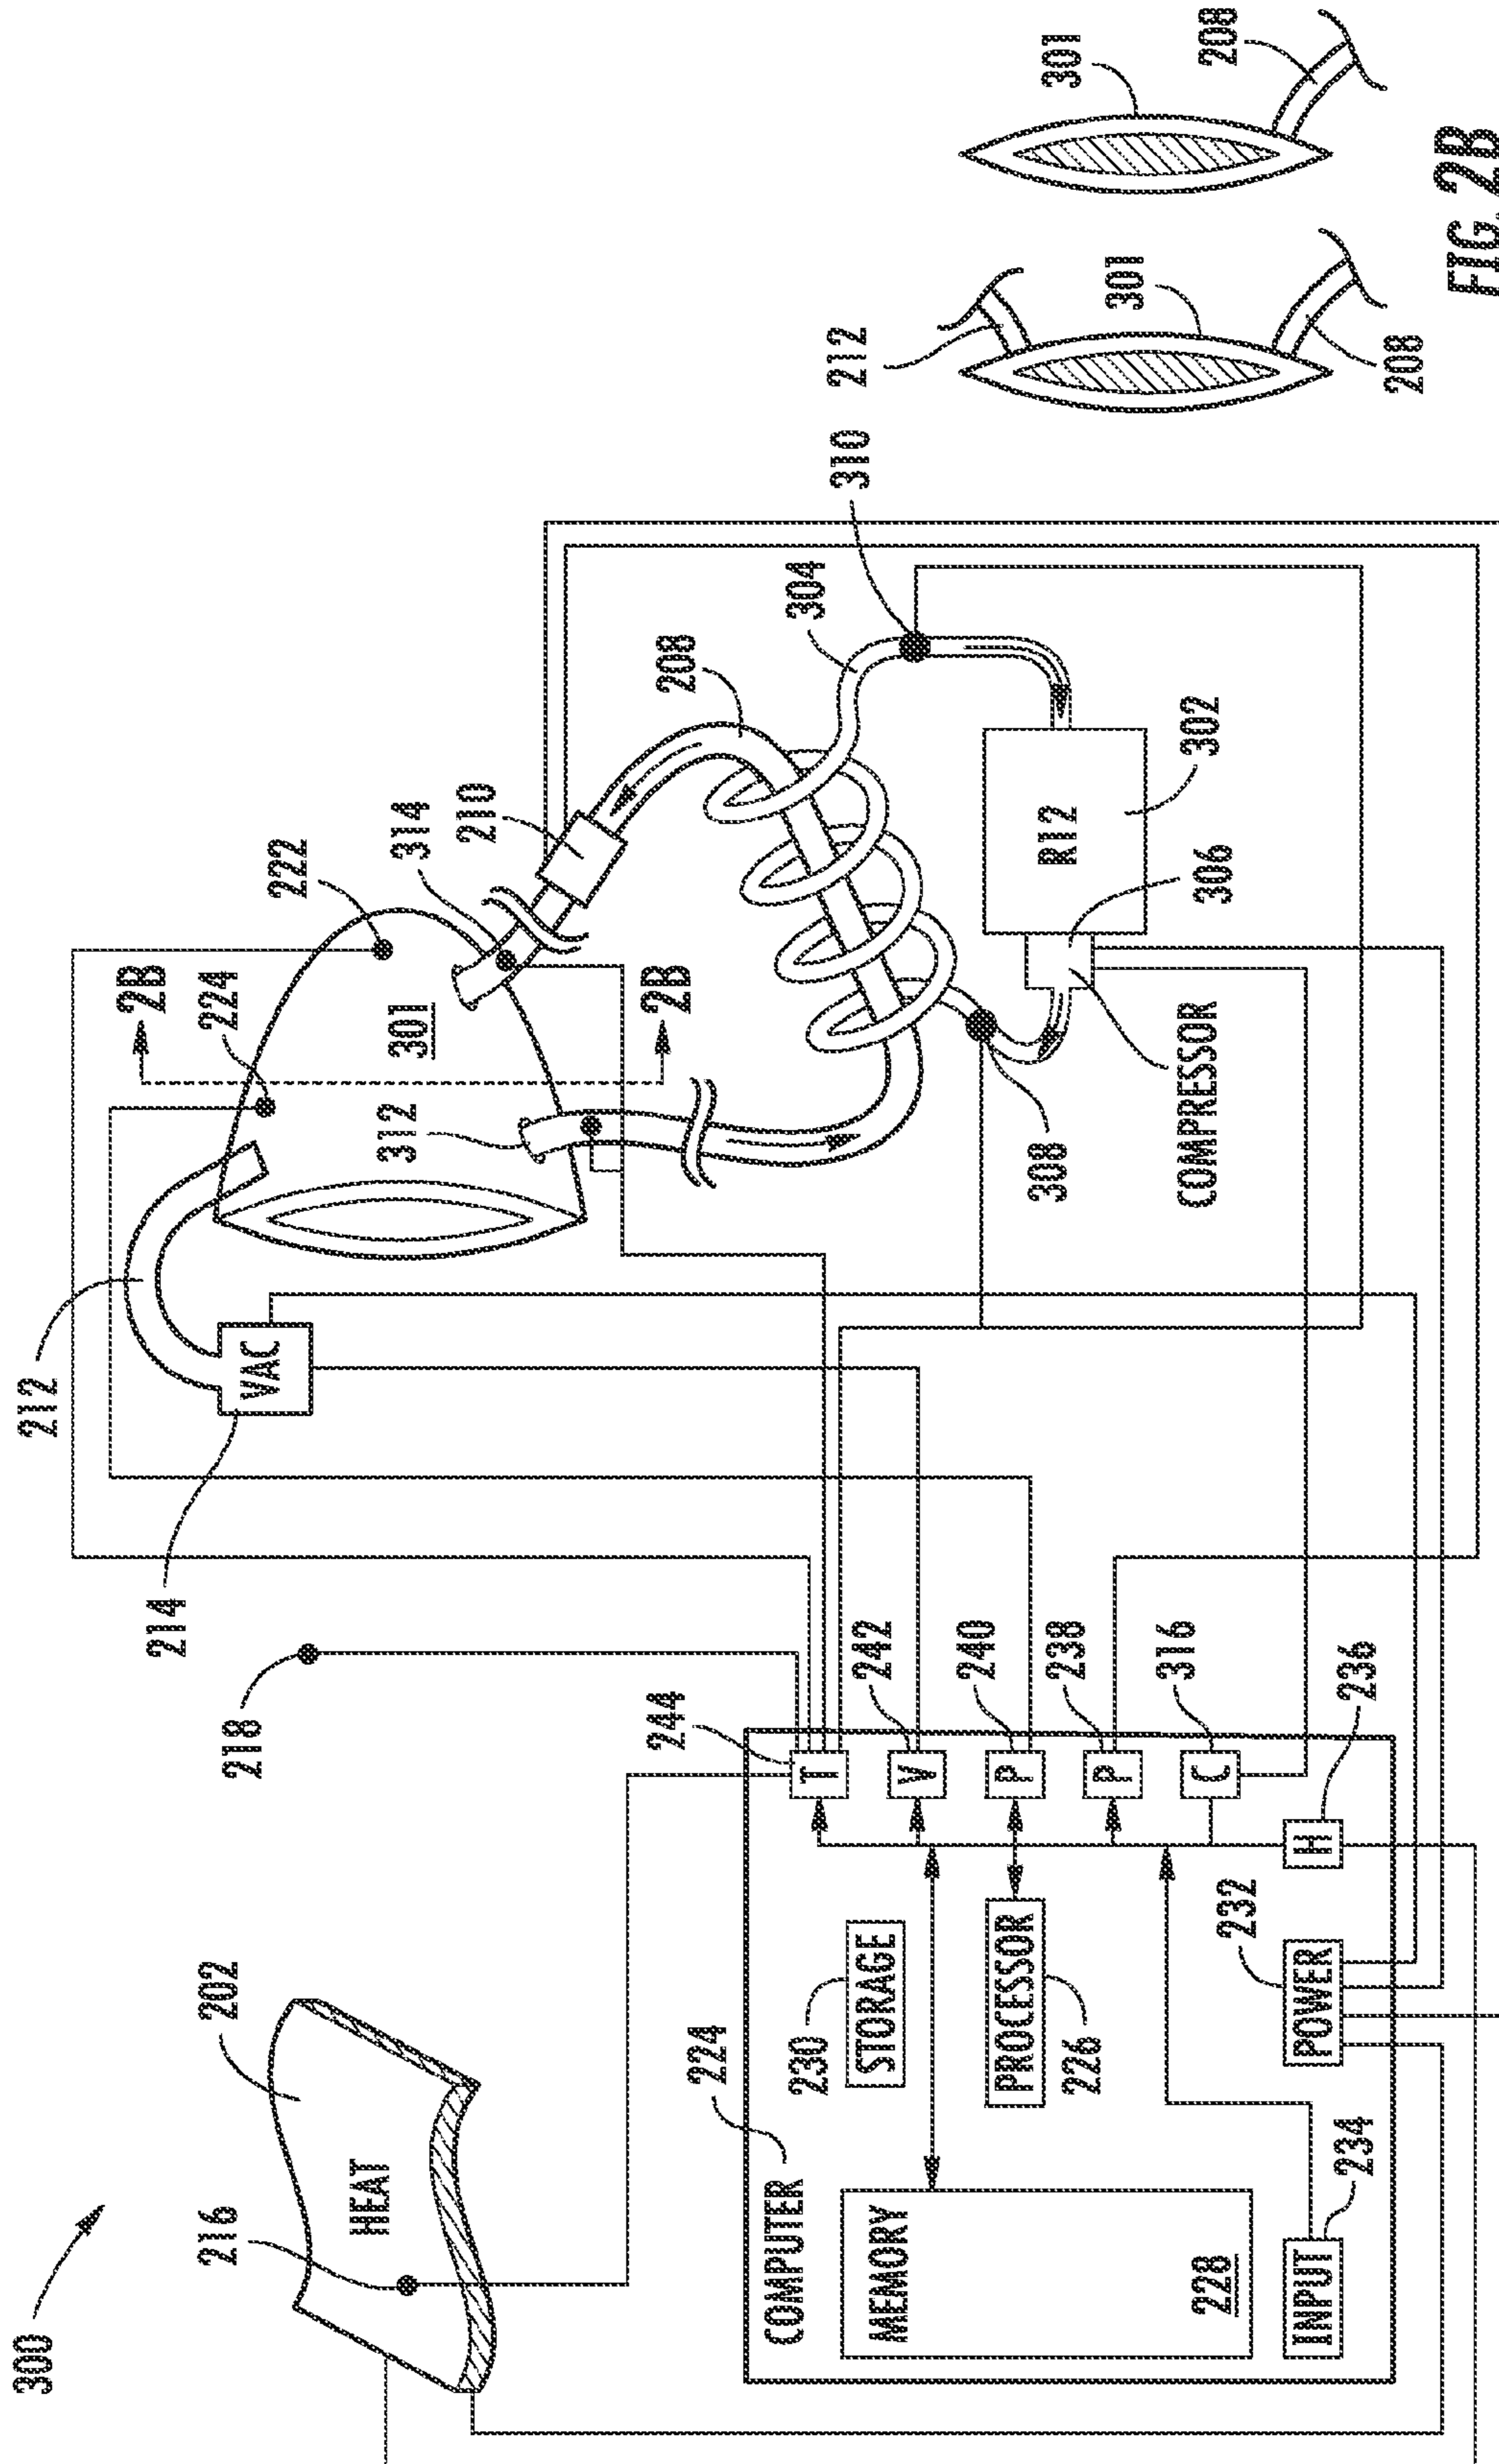 300
202
216
HEAT
218
212
214
VAC
222
224
2B
2B
301
312
314
210
208
304
310
308
COMPRESSOR
306
R12
302
212
301
208
301
208
FIG. 2B
COMPUTER
224
MEMORY
228
230
STORAGE
PROCESSOR
226
INPUT
234
POWER
232
H
236
T
244
V
242
P
240
P
238
C
316